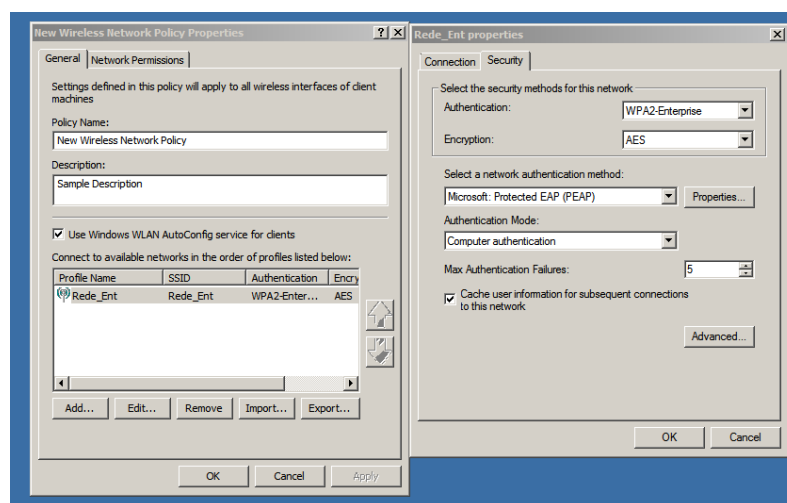 New Wireless Network Policy Properties
General
Network Permissions
Settings defined in this policy will apply to all wireless interfaces of client
machines
Policy Name:
New Wireless Network Policy
Description:
Sample Description
Use Windows WLAN AutoConfig service for clients
Connect to available networks in the order of profiles listed
below:
Profile Name SSID Authentication Encry
Rede_Ent Rede_Ent WPA2-Enter... AES
Add... Edit... Remove Import... Export...
OK Cancel Apply
Rede_Ent properties
Connection Security
Select the security methods for this network
Authentication: WPA2-Enterprise
Encryption: AES
Select a network authentication method:
Microsoft: Protected EAP (PEAP) Properties...
Authentication Mode:
Computer authentication
Max Authentication Failures: 5
Cache user information for subsequent connections
to this network
Advanced...
OK Cancel